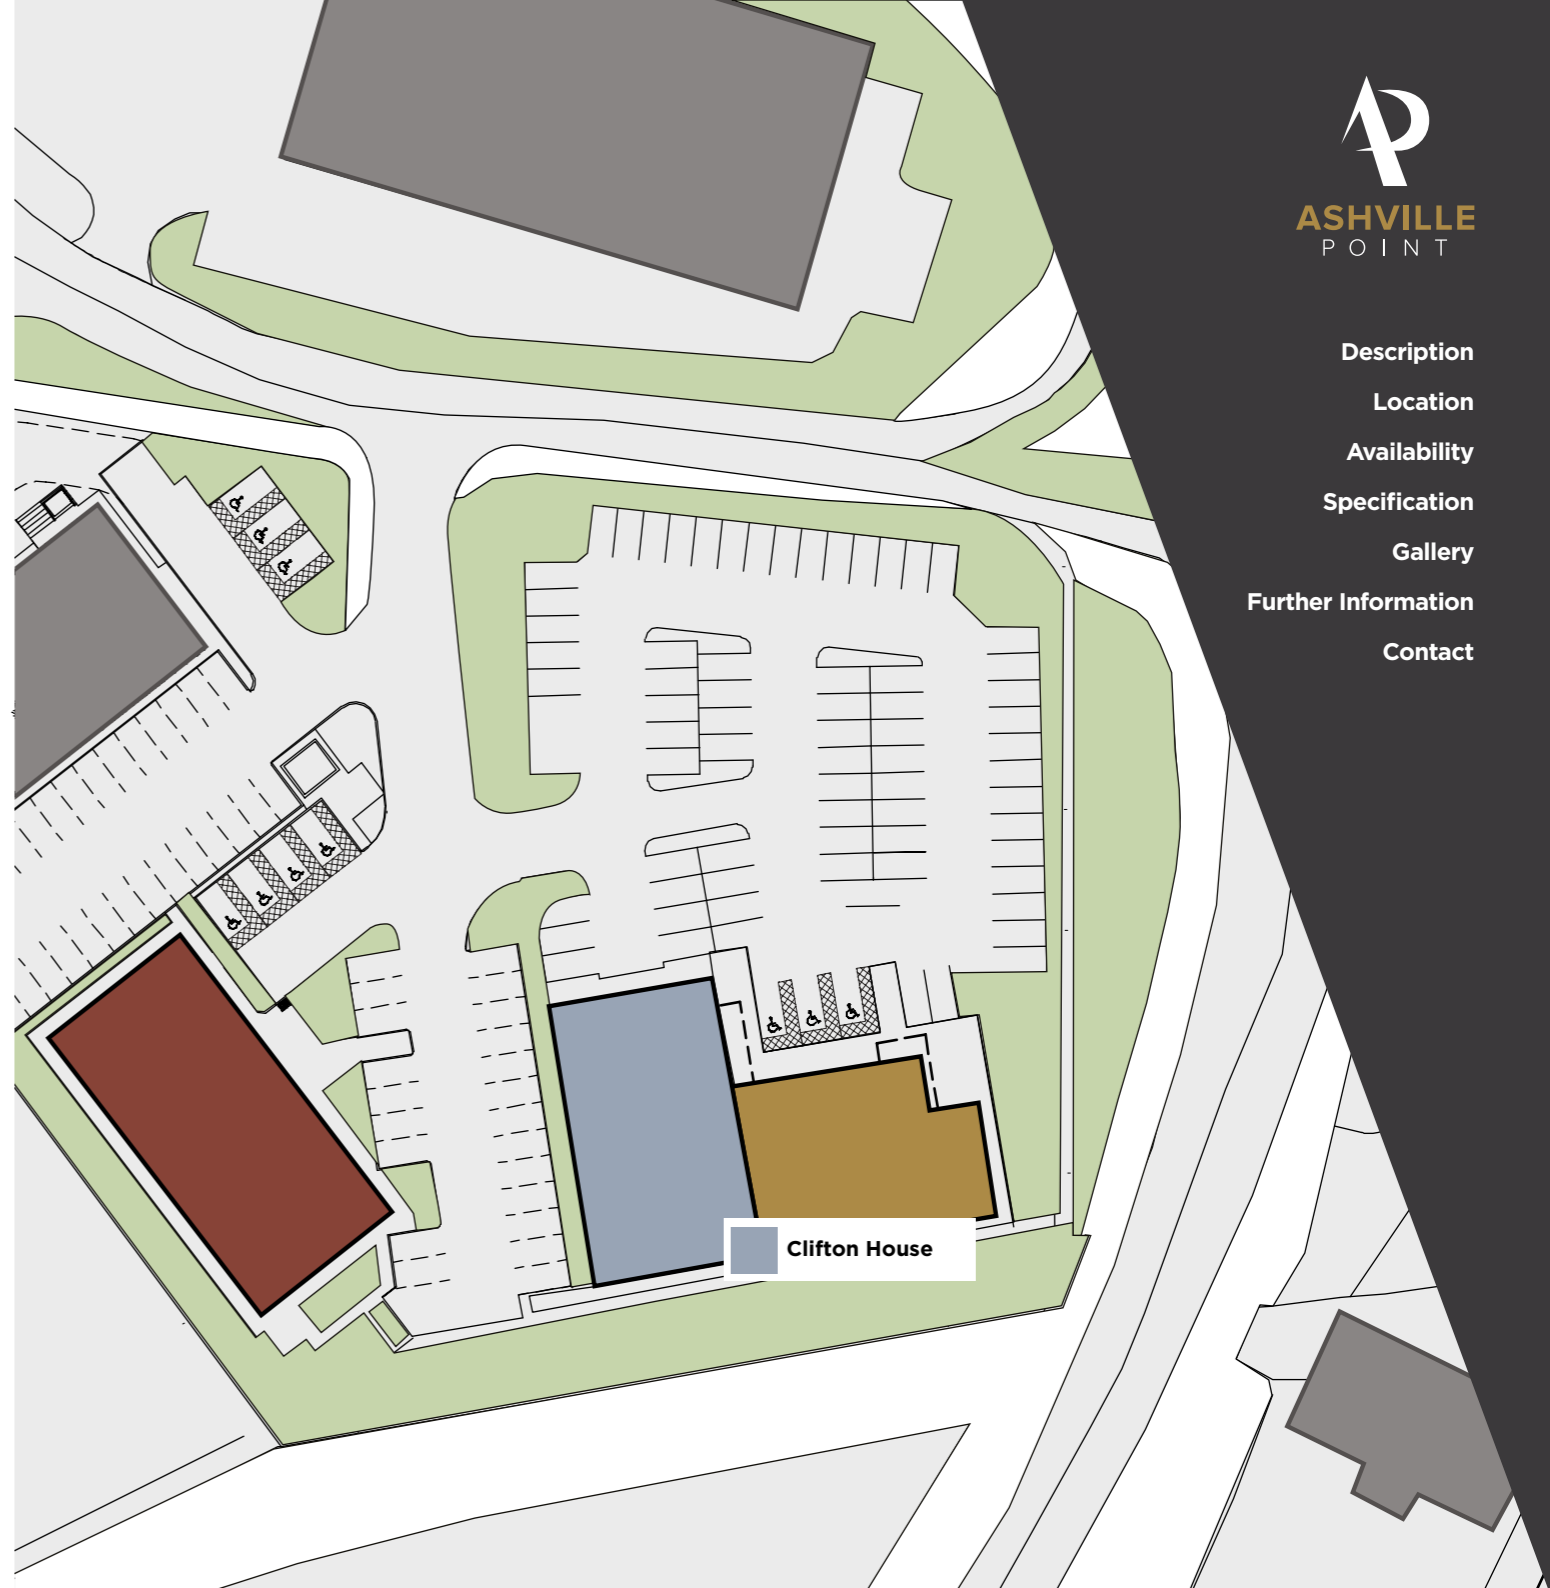 ASHVILLE
POINT
Description
Location
Availability
Specification
Gallery
Further Information
Contact
Clifton House